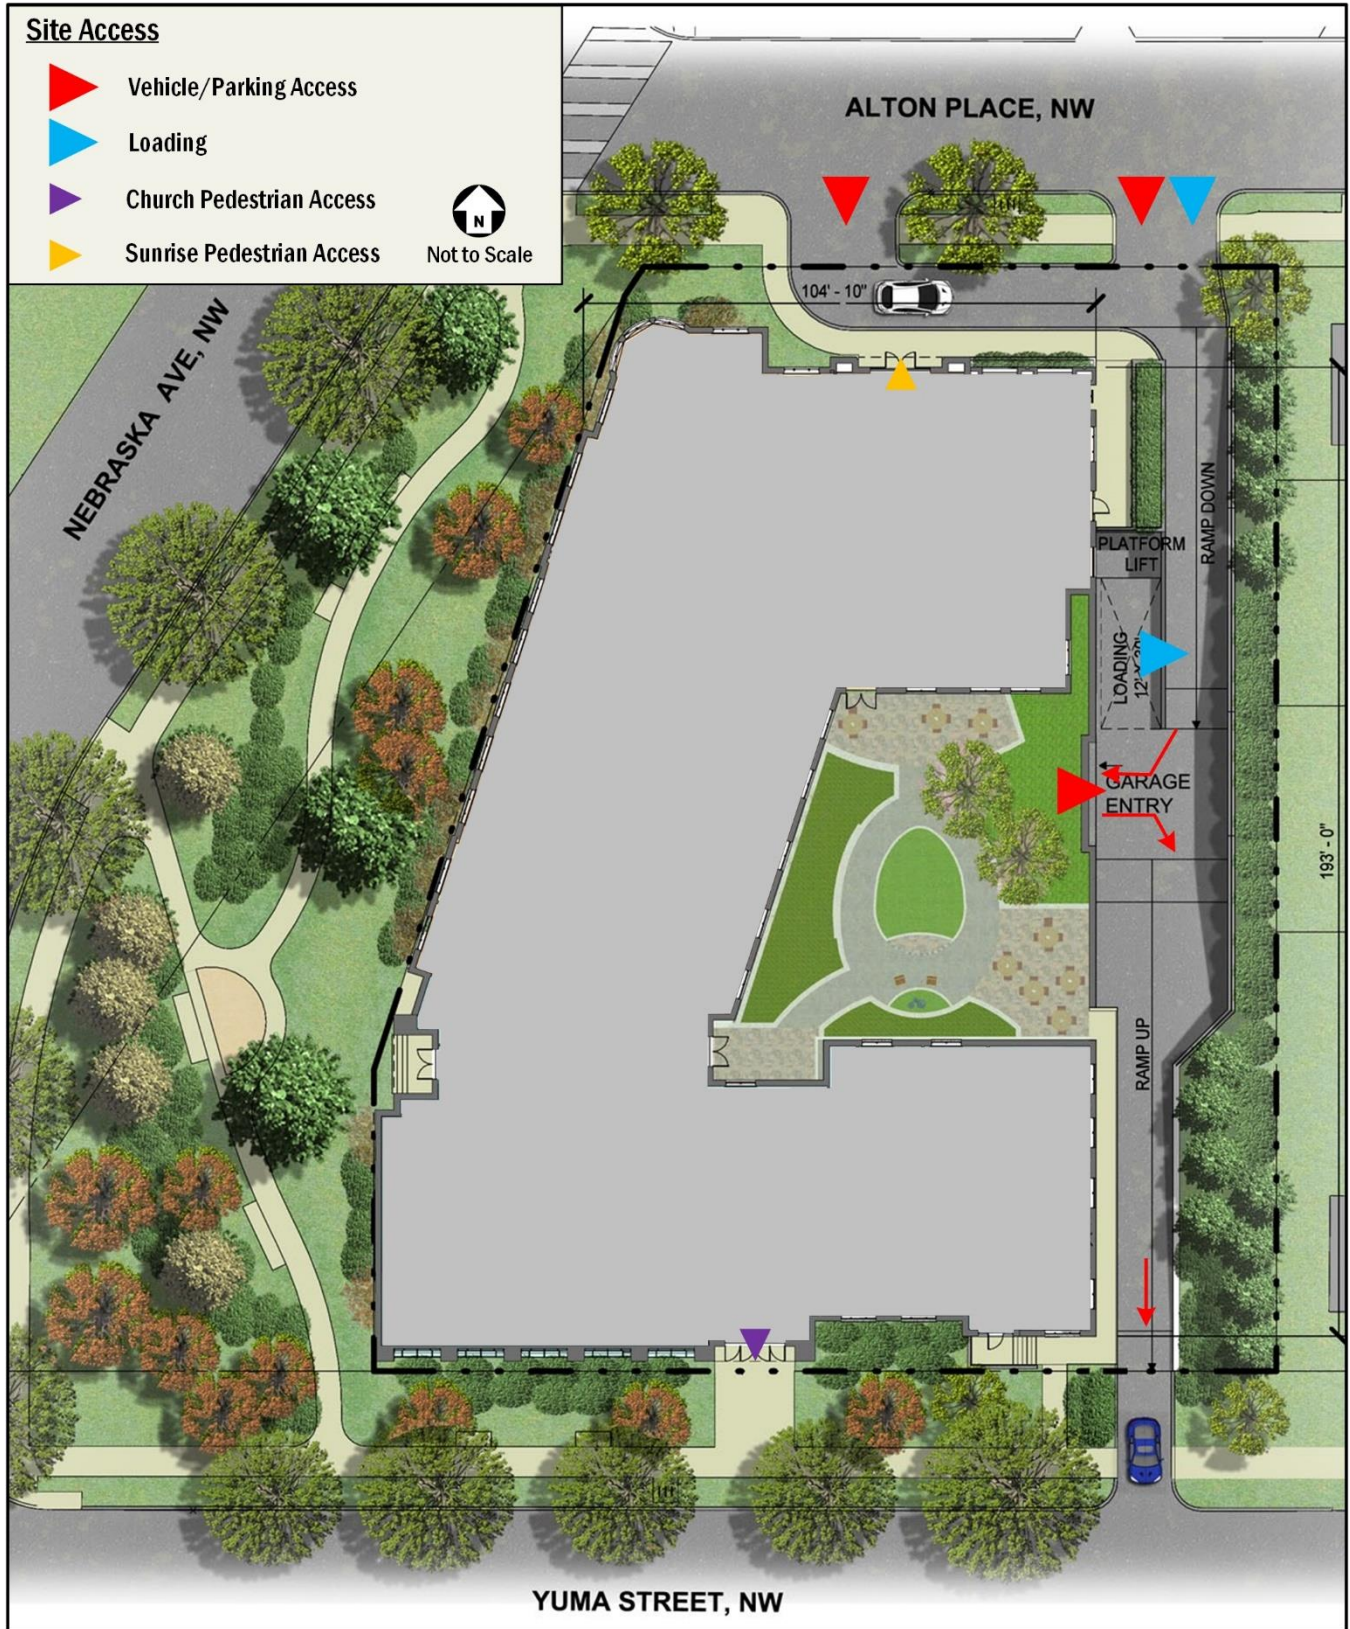 Site Access
Vehicle/Parking Access
Loading
Church Pedestrian Access
Sunrise Pedestrian Access
N
Not to Scale
ALTON PLACE, NW
NEBRASKA AVE, NW
104' - 10"
RAMP DOWN
PLATFORM
LIFT
LOADING
GARAGE
ENTRY
193' - 0"
RAMP UP
YUMA STREET, NW